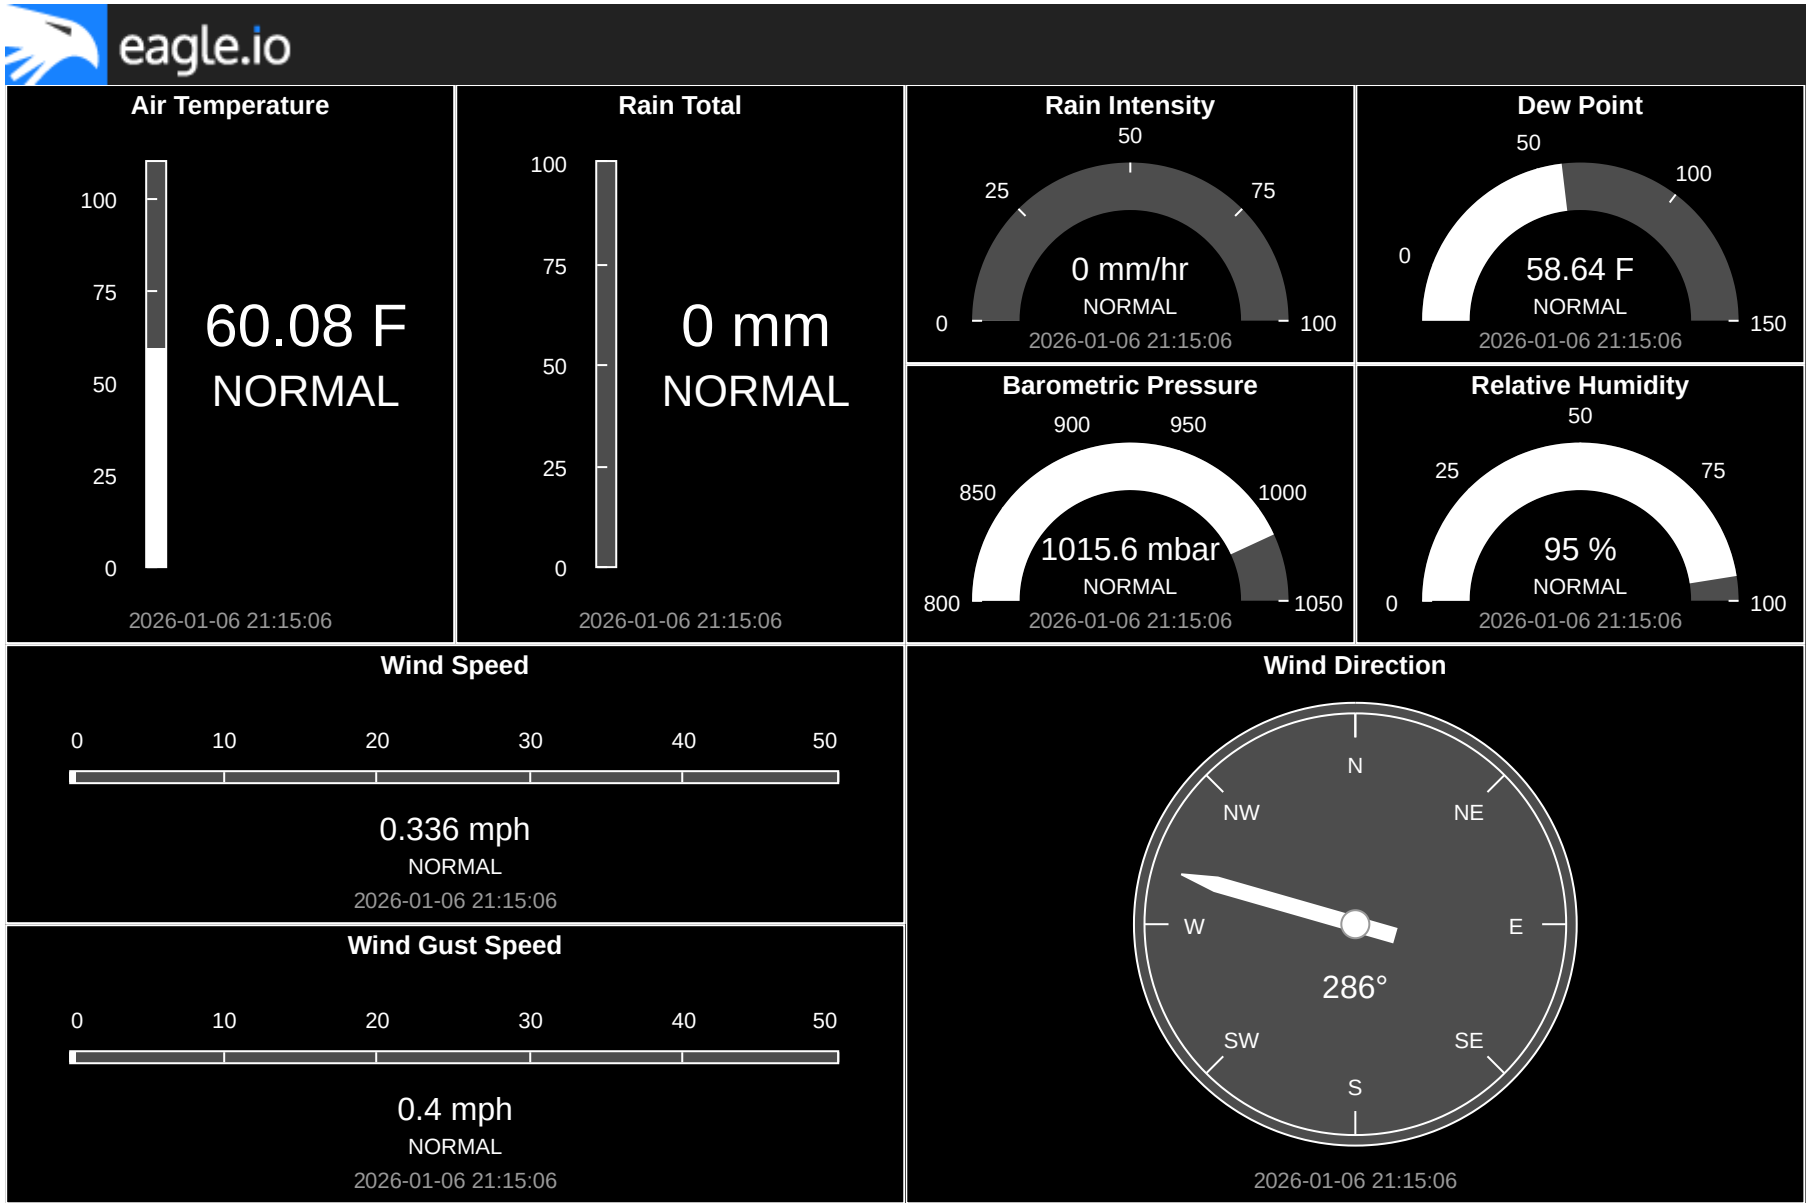 eagle.io
Air Temperature
100
75
50
25
0
60.08 F
NORMAL
2026-01-06 21:15:06
Rain Total
100
75
50
25
0
0 mm
NORMAL
2026-01-06 21:15:06
Rain Intensity
0
25
50
75
100
0 mm/hr
NORMAL
2026-01-06 21:15:06
Dew Point
0
50
100
150
58.64 F
NORMAL
2026-01-06 21:15:06
Barometric Pressure
800
850
900
950
1000
1050
1015.6 mbar
NORMAL
2026-01-06 21:15:06
Relative Humidity
0
25
50
75
100
95 %
NORMAL
2026-01-06 21:15:06
Wind Speed
0 10 20 30 40 50
0.336 mph
NORMAL
2026-01-06 21:15:06
Wind Gust Speed
0 10 20 30 40 50
0.4 mph
NORMAL
2026-01-06 21:15:06
Wind Direction
N
NW NE
W E
286°
SW SE
S
2026-01-06 21:15:06